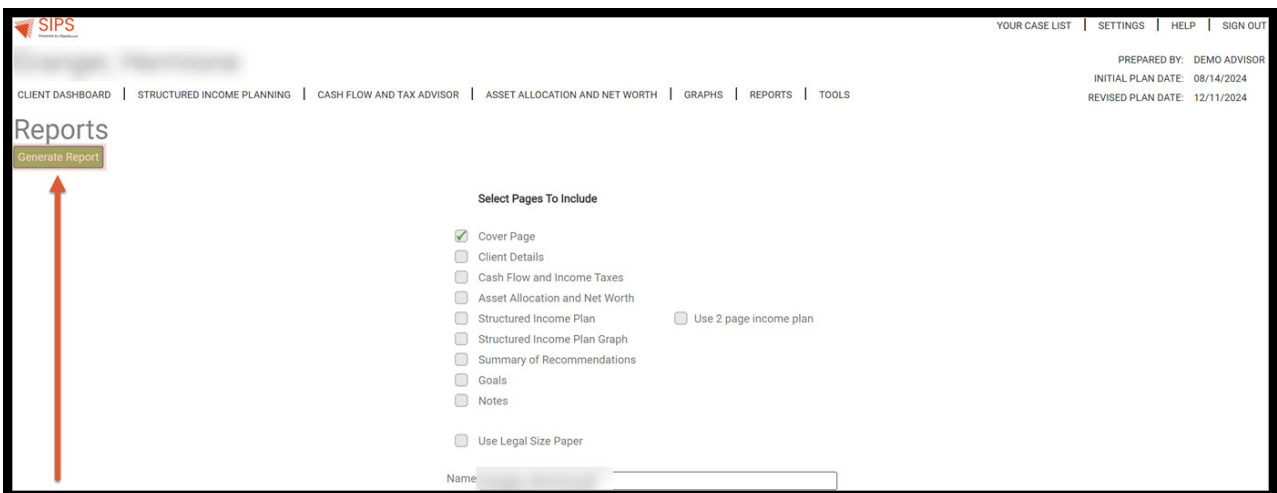 SIPS
YOUR CASE LIST | SETTINGS | HELP | SIGN OUT
PREPARED BY: DEMO ADVISOR
INITIAL PLAN DATE: 08/14/2024
CLIENT DASHBOARD | STRUCTURED INCOME PLANNING | CASH FLOW AND TAX ADVISOR | ASSET ALLOCATION AND NET WORTH | GRAPHS | REPORTS | TOOLS
REVISED PLAN DATE: 12/11/2024
Reports
Generate Report
Select Pages To Include
Cover Page
Client Details
Cash Flow and Income Taxes
Asset Allocation and Net Worth
Structured Income Plan Use 2 page income plan
Structured Income Plan Graph
Summary of Recommendations
Goals
Notes
Use Legal Size Paper
Name